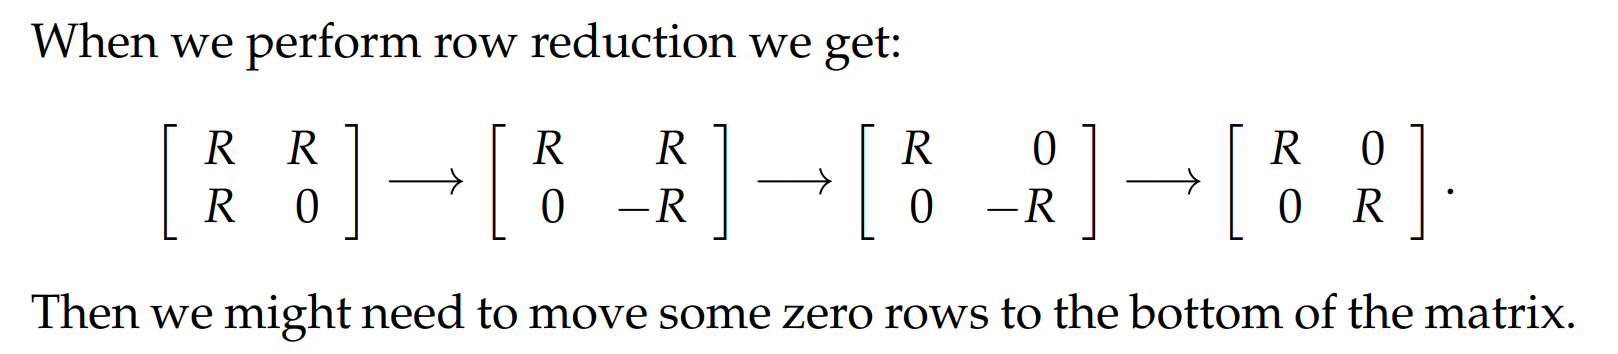 When we perform row reduction we get:
[ R R ; R 0 ] ⟶ [ R R ; 0 −R ] ⟶ [ R 0 ; 0 −R ] ⟶ [ R 0 ; 0 R ].
Then we might need to move some zero rows to the bottom of the matrix.